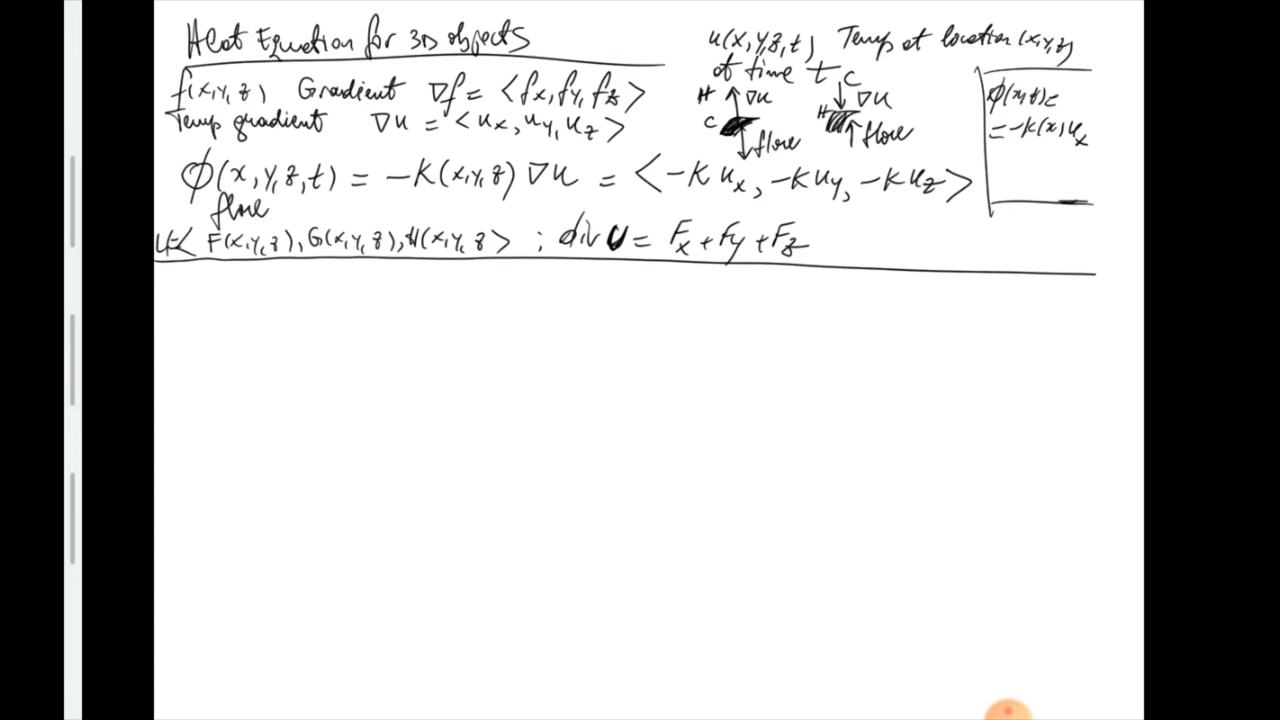 Heat Equation for 3D objects
u(x,y,z,t) Temp at location (x,y,z)
at time t
f(x,y,z) Gradient ∇f = <fx, fy, fz>
Temp gradient ∇u = <ux, uy, uz>
H ∇u
C
flow
C
∇u
H
flow
ϕ(x,t)=
=-K(x)ux
ϕ(x,y,z,t) = -K(x,y,z) ∇u = <-K ux, -K uy, -K uz>
flow
U=< F(x,y,z), G(x,y,z), H(x,y,z) > ; div U = Fx + Fy + Fz